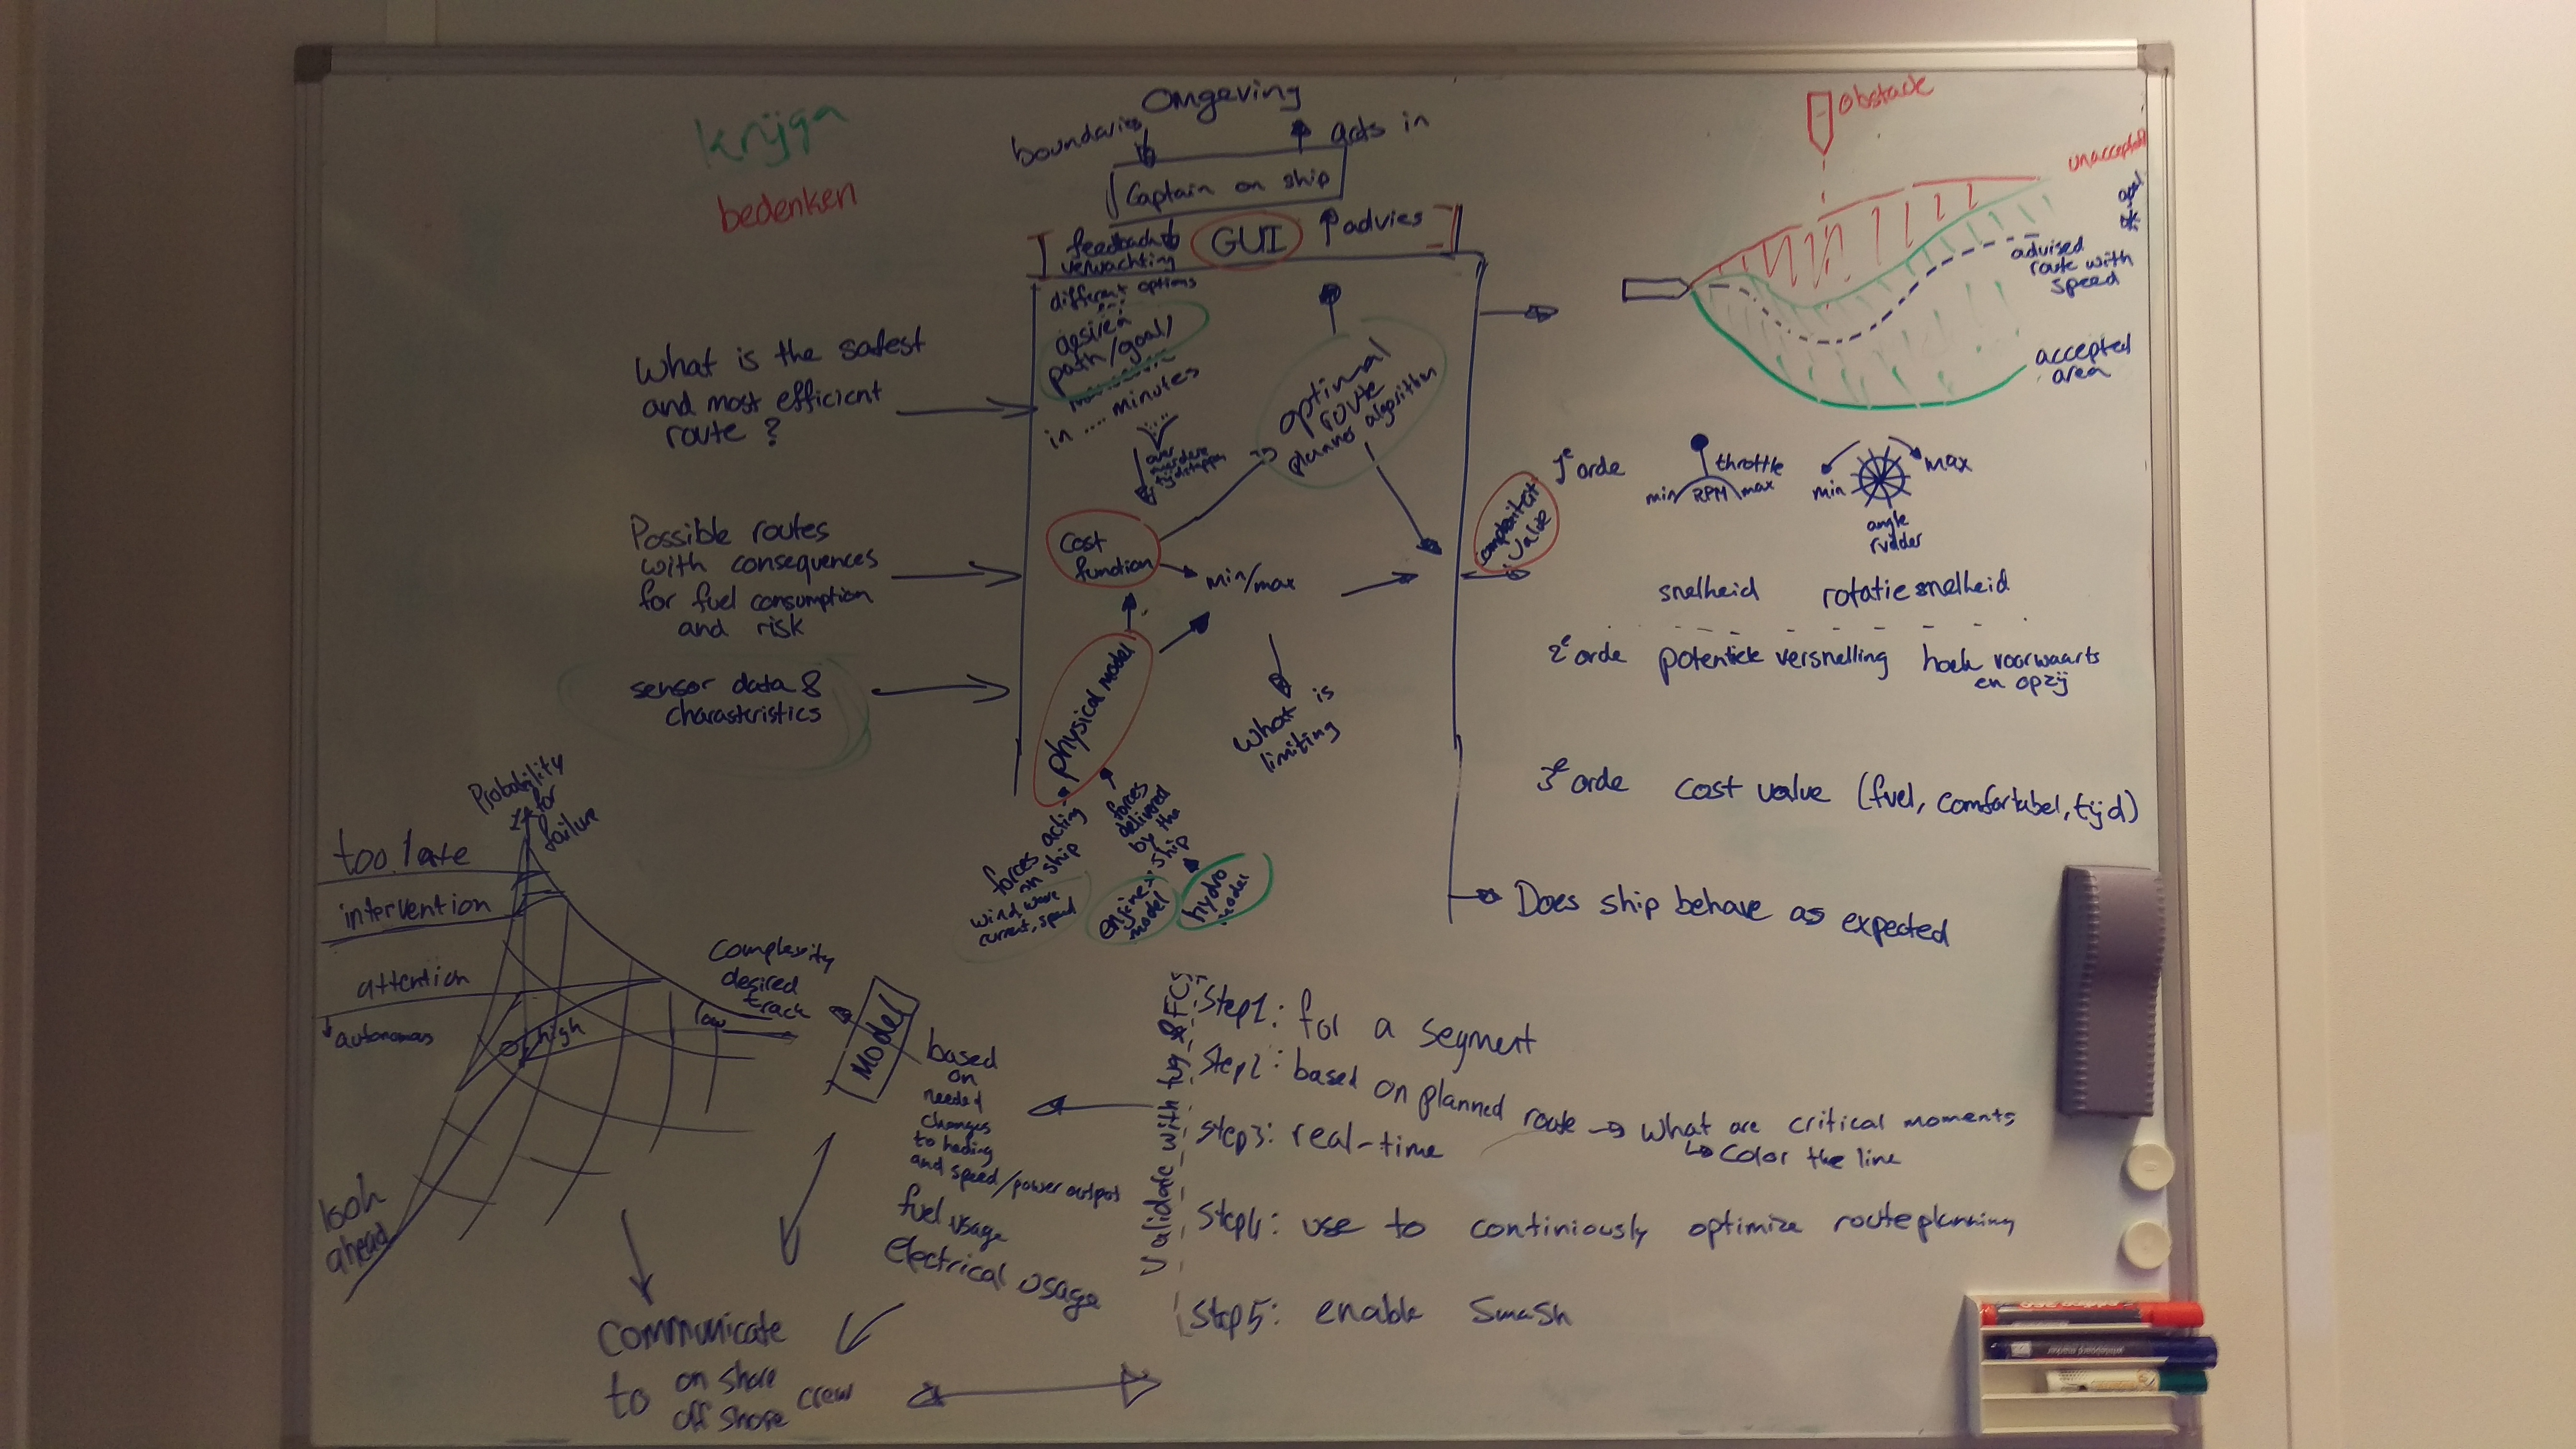 krijgen
bedenken
Omgeving
boundaries
acts in
Captain on ship
feedback
verwachting
GUI
advies
different options
desired
path/goal/
in .... minutes
over
meerdere
tijdstappen
optimal
route
planner algorithm
What is the safest
and most efficient
route ?
Possible routes
with consequences
for fuel consumption
and risk
sensor data &
charasteristics
Cost
function
min/max
What is
limiting
physical model
forces acting
on ship
wind, wave
current, speed
forces
delivered
by the
ship
engine
model
hydro
model
obstacle
goal
advised
route with
speed
accepted
area
value
1e orde
throttle
min RPM max
min
max
angle
rudder
snelheid rotatie snelheid
2e orde potentiele versnelling hoek voorwaarts
en opzij
3e orde cost value (fuel, comfortabel, tijd)
Does ship behave as expected
Probability
for
failure
too late
intervention
attention
autonomous
high
low
Complexity
desired
track
look
ahead
Model
based
on
needed
changes
to heding
and speed/power output
fuel usage
Electrical usage
Communicate
to on shore
off shore
crew
Validate with tug & FCS
Step1: for a segment
Step2: based on planned route → What are critical moments
↳ Color the line
Step3: real-time
Step4: use to continiously optimize routeplanning
Step5: enable Smash